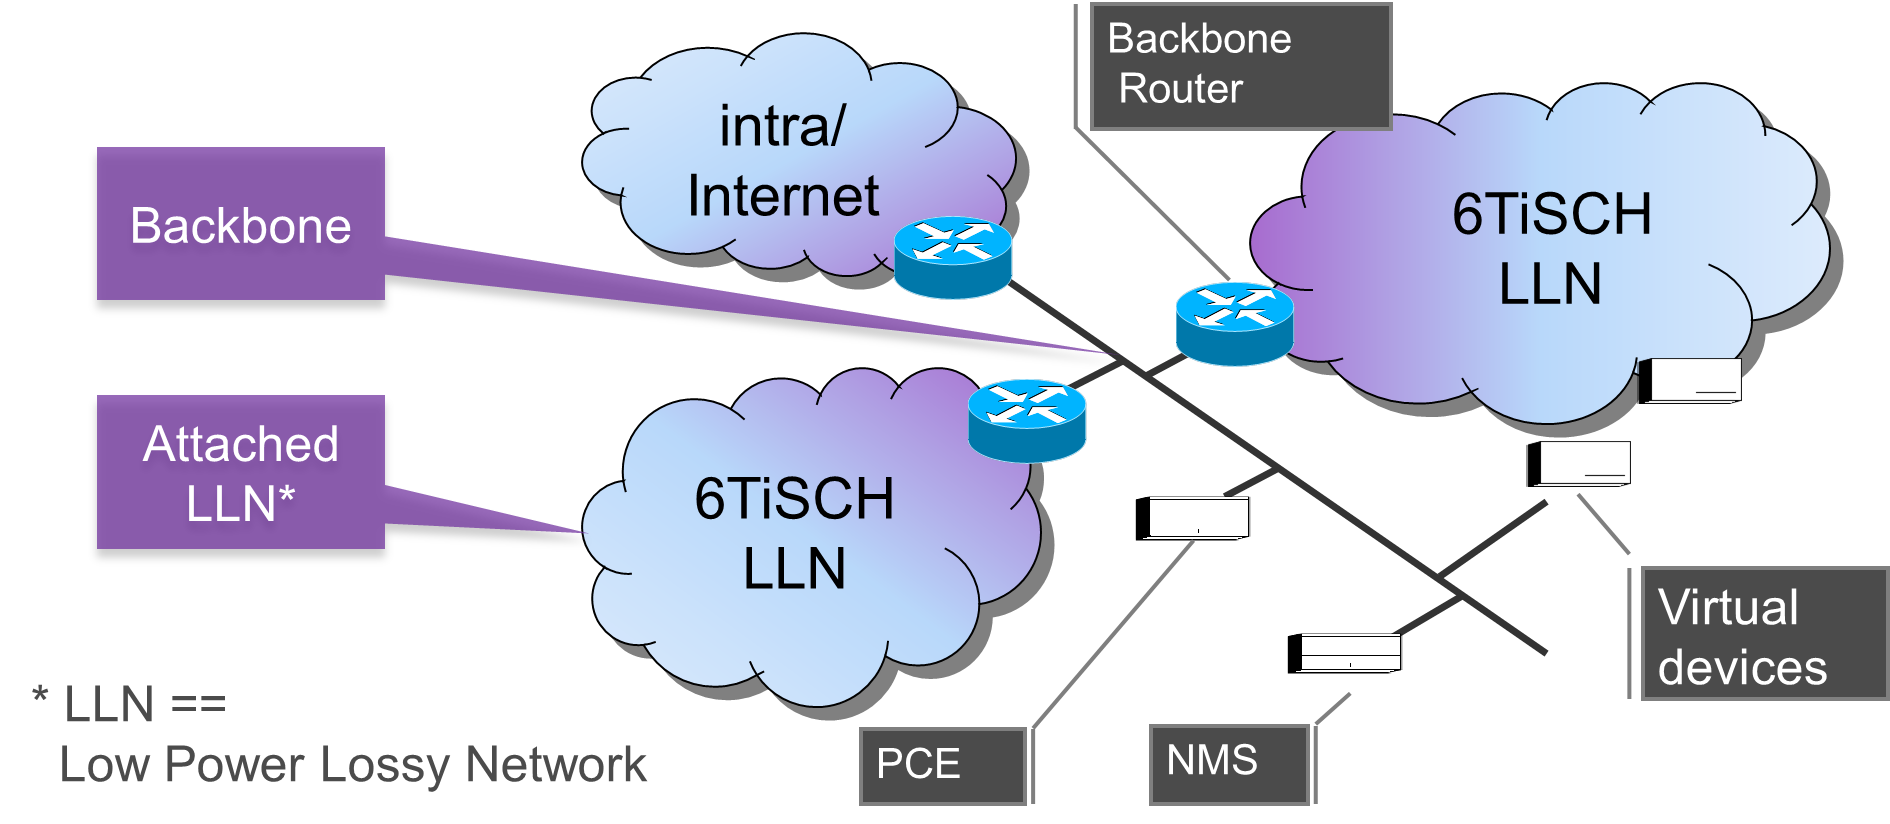 Backbone
Router
intra/
Internet
Backbone
6TiSCH
LLN
Attached
LLN*
6TiSCH
LLN
Virtual
devices
* LLN ==
Low Power Lossy Network
PCE
NMS